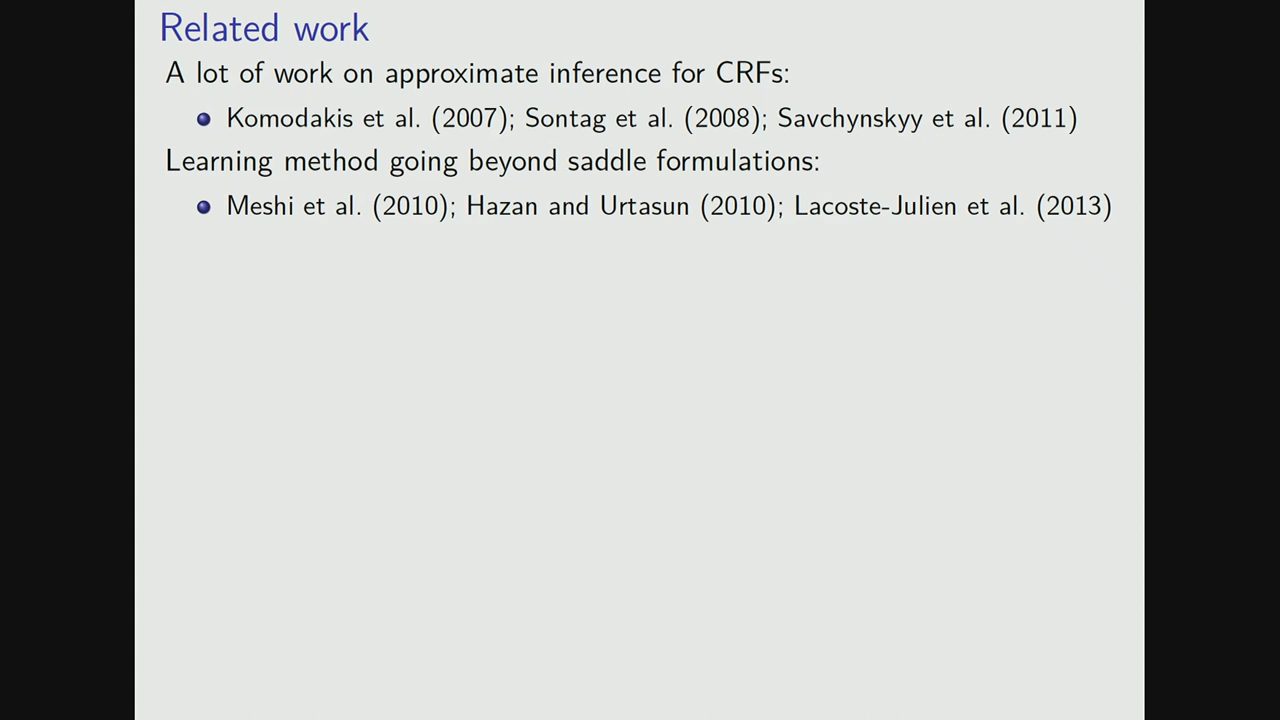 Related work
A lot of work on approximate inference for CRFs:
Komodakis et al. (2007); Sontag et al. (2008); Savchynskyy et al. (2011)
Learning method going beyond saddle formulations:
Meshi et al. (2010); Hazan and Urtasun (2010); Lacoste-Julien et al. (2013)